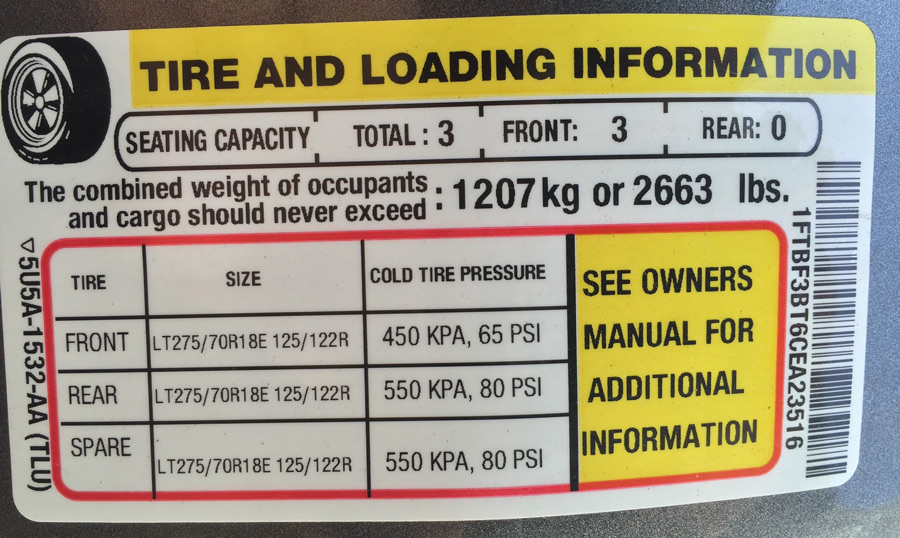 TIRE AND LOADING INFORMATION
SEATING CAPACITY TOTAL : 3 FRONT: 3 REAR: 0
The combined weight of occupants
and cargo should never exceed : 1207 kg or 2663 lbs.
TIRE SIZE COLD TIRE PRESSURE
FRONT LT275/70R18E 125/122R 450 KPA, 65 PSI
REAR LT275/70R18E 125/122R 550 KPA, 80 PSI
SPARE LT275/70R18E 125/122R 550 KPA, 80 PSI
SEE OWNERS
MANUAL FOR
ADDITIONAL
INFORMATION
▽5U5A-1532-AA (TLU)
1FTBF3BT6CEA23516